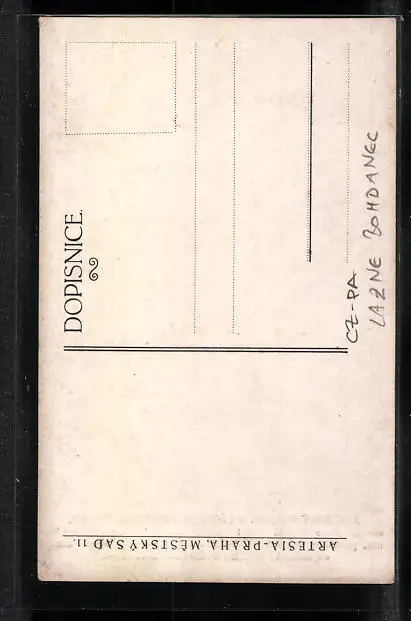 DOPISNICE.
CZ-PA
LAZNE BOHDANEC
ARTESIA-PRAHA, MĚSTSKÝ SAD 11.